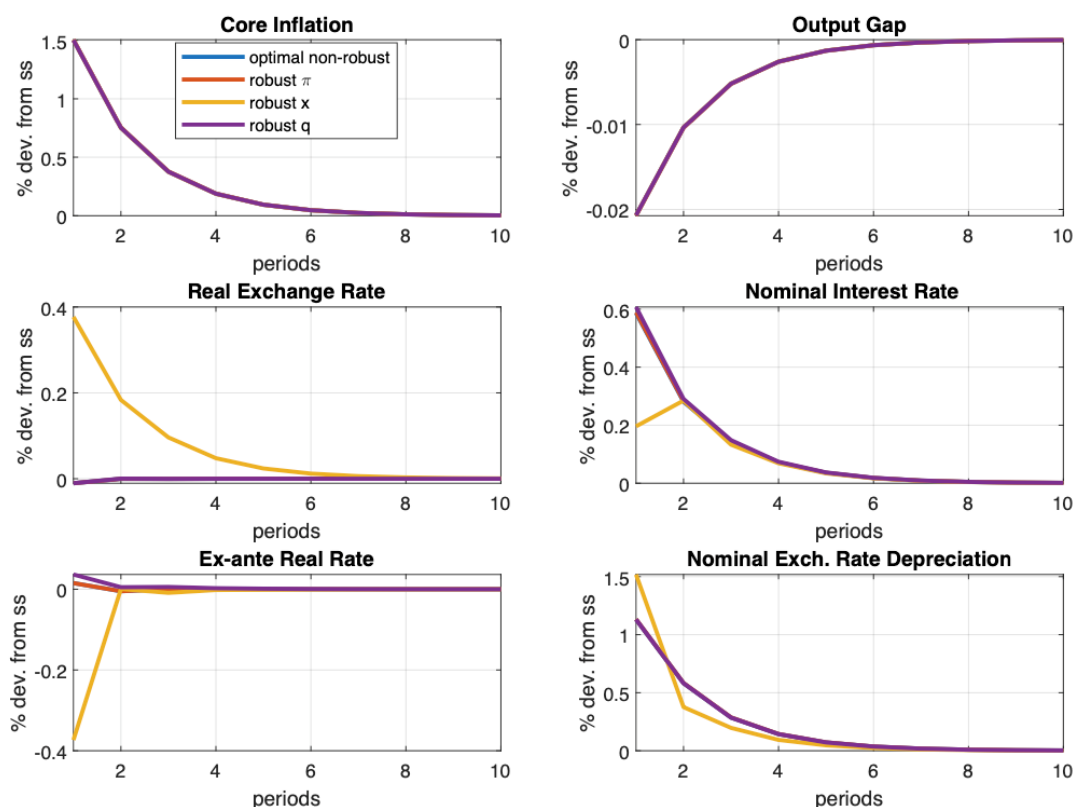 Core Inflation
% dev. from ss
1.5
1
0.5
0
optimal non-robust
robust π
robust x
robust q
2 4 6 8 10
periods
Output Gap
% dev. from ss
0
-0.01
-0.02
2 4 6 8 10
periods
Real Exchange Rate
% dev. from ss
0.4
0.2
0
2 4 6 8 10
periods
Nominal Interest Rate
% dev. from ss
0.6
0.4
0.2
0
2 4 6 8 10
periods
Ex-ante Real Rate
% dev. from ss
0
-0.2
-0.4
2 4 6 8 10
periods
Nominal Exch. Rate Depreciation
% dev. from ss
1.5
1
0.5
0
2 4 6 8 10
periods